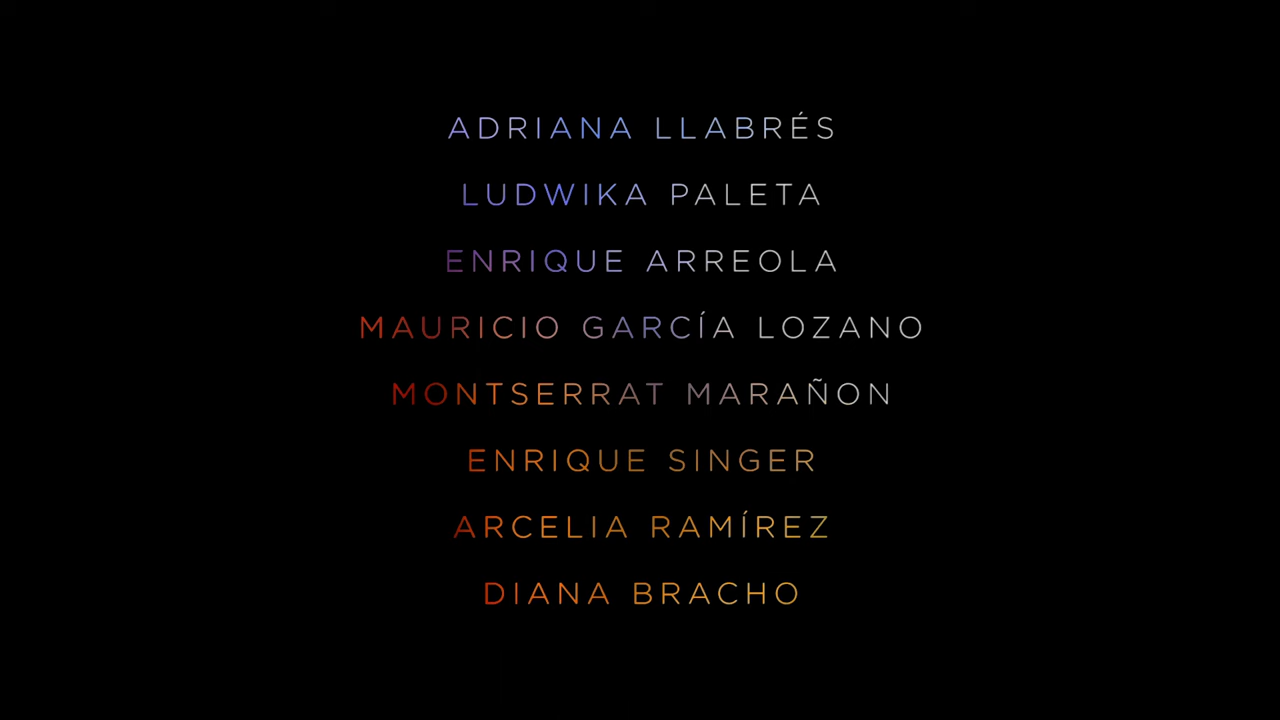 ADRIANA LLABRÉS
LUDWIKA PALETA
ENRIQUE ARREOLA
MAURICIO GARCÍA LOZANO
MONTSERRAT MARAÑON
ENRIQUE SINGER
ARCELIA RAMÍREZ
DIANA BRACHO